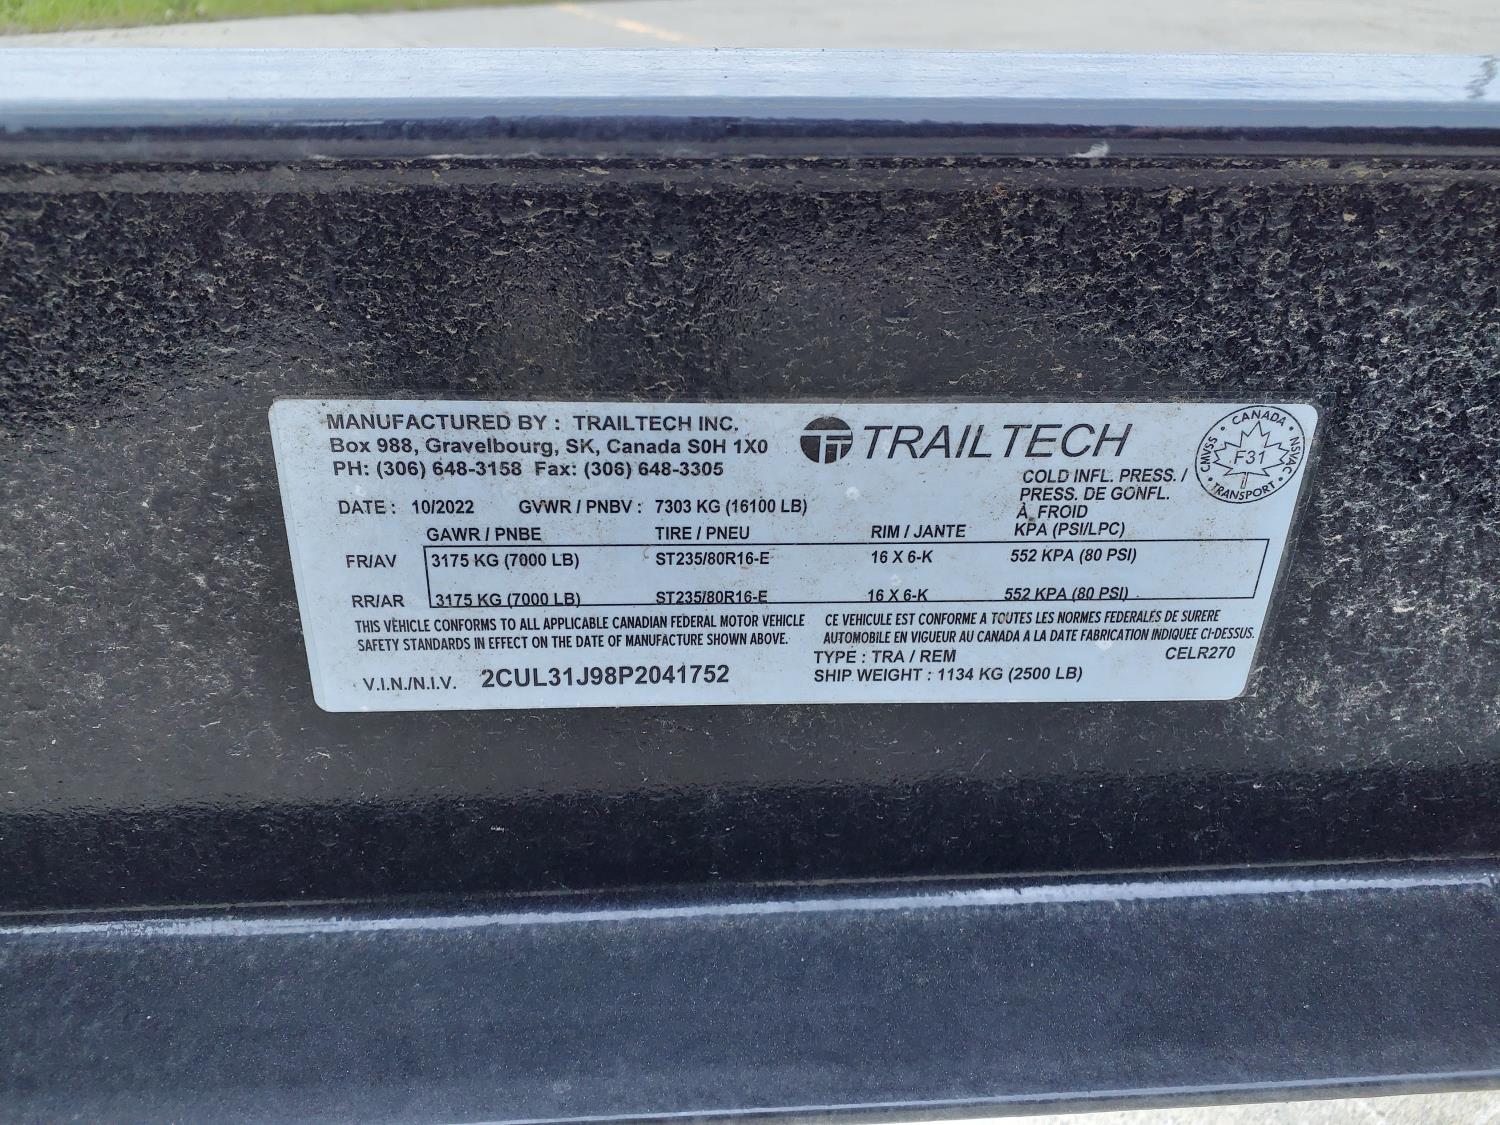 MANUFACTURED BY : TRAILTECH INC.
Box 988, Gravelbourg, SK, Canada S0H 1X0
PH: (306) 648-3158 Fax: (306) 648-3305
TRAILTECH
CANADA
CMVSS F31 NSVAC
TRANSPORT
COLD INFL. PRESS. /
PRESS. DE GONFL.
À FROID
KPA (PSI/LPC)
DATE : 10/2022 GVWR / PNBV : 7303 KG (16100 LB)
GAWR / PNBE TIRE / PNEU RIM / JANTE
FR/AV 3175 KG (7000 LB) ST235/80R16-E 16 X 6-K 552 KPA (80 PSI)
RR/AR 3175 KG (7000 LB) ST235/80R16-E 16 X 6-K 552 KPA (80 PSI)
THIS VEHICLE CONFORMS TO ALL APPLICABLE CANADIAN FEDERAL MOTOR VEHICLE
SAFETY STANDARDS IN EFFECT ON THE DATE OF MANUFACTURE SHOWN ABOVE.
CE VEHICULE EST CONFORME A TOUTES LES NORMES FEDERALES DE SURERE
AUTOMOBILE EN VIGUEUR AU CANADA A LA DATE FABRICATION INDIQUEE CI-DESSUS.
TYPE : TRA / REM CELR270
V.I.N./N.I.V. 2CUL31J98P2041752
SHIP WEIGHT : 1134 KG (2500 LB)